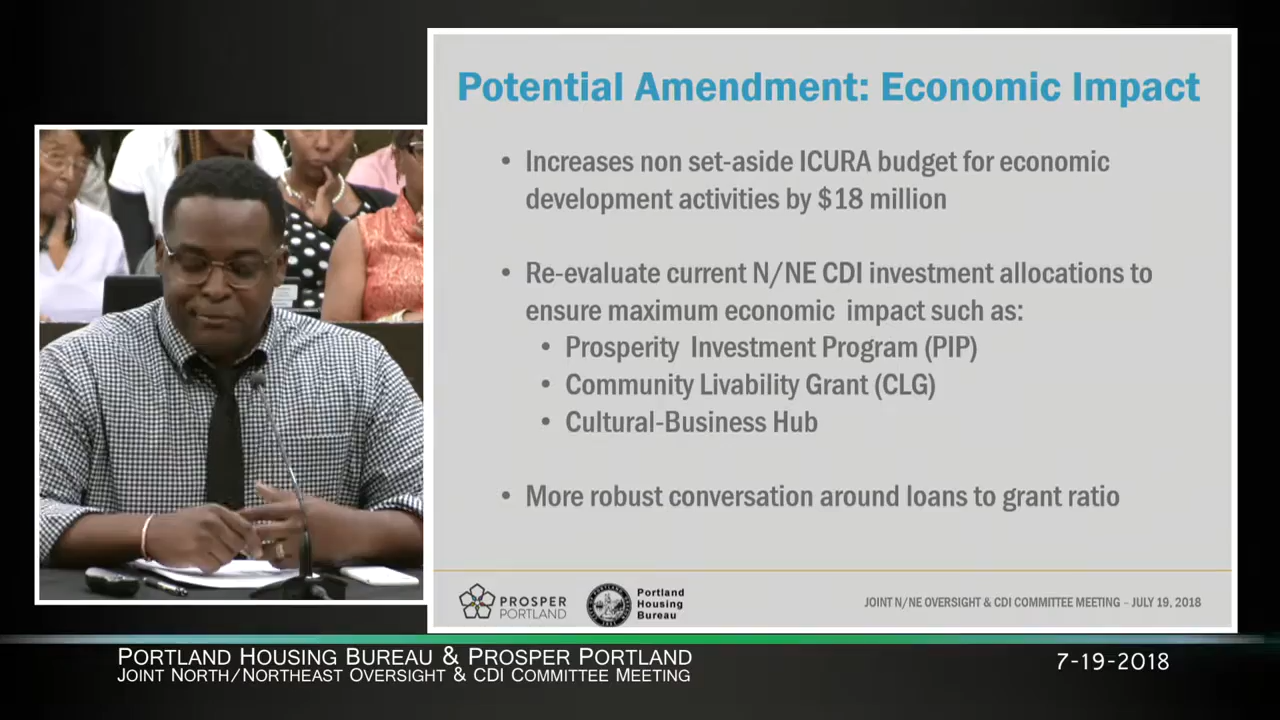 Potential Amendment: Economic Impact
• Increases non set-aside ICURA budget for economic
development activities by $18 million
• Re-evaluate current N/NE CDI investment allocations to
ensure maximum economic impact such as:
• Prosperity Investment Program (PIP)
• Community Livability Grant (CLG)
• Cultural-Business Hub
• More robust conversation around loans to grant ratio
PROSPER
PORTLAND
Portland
Housing
Bureau
JOINT N/NE OVERSIGHT & CDI COMMITTEE MEETING – JULY 19, 2018
PORTLAND HOUSING BUREAU & PROSPER PORTLAND
JOINT NORTH/NORTHEAST OVERSIGHT & CDI COMMITTEE MEETING
7-19-2018